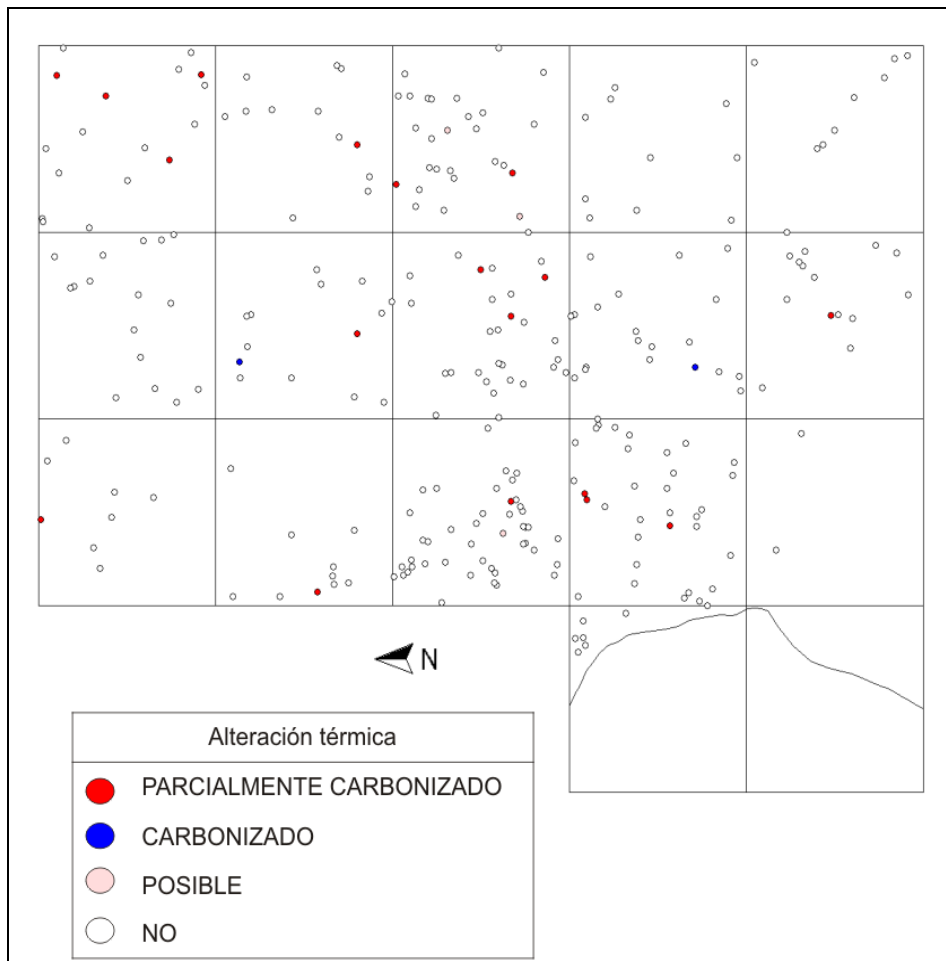 N
Alteración térmica
PARCIALMENTE CARBONIZADO
CARBONIZADO
POSIBLE
NO